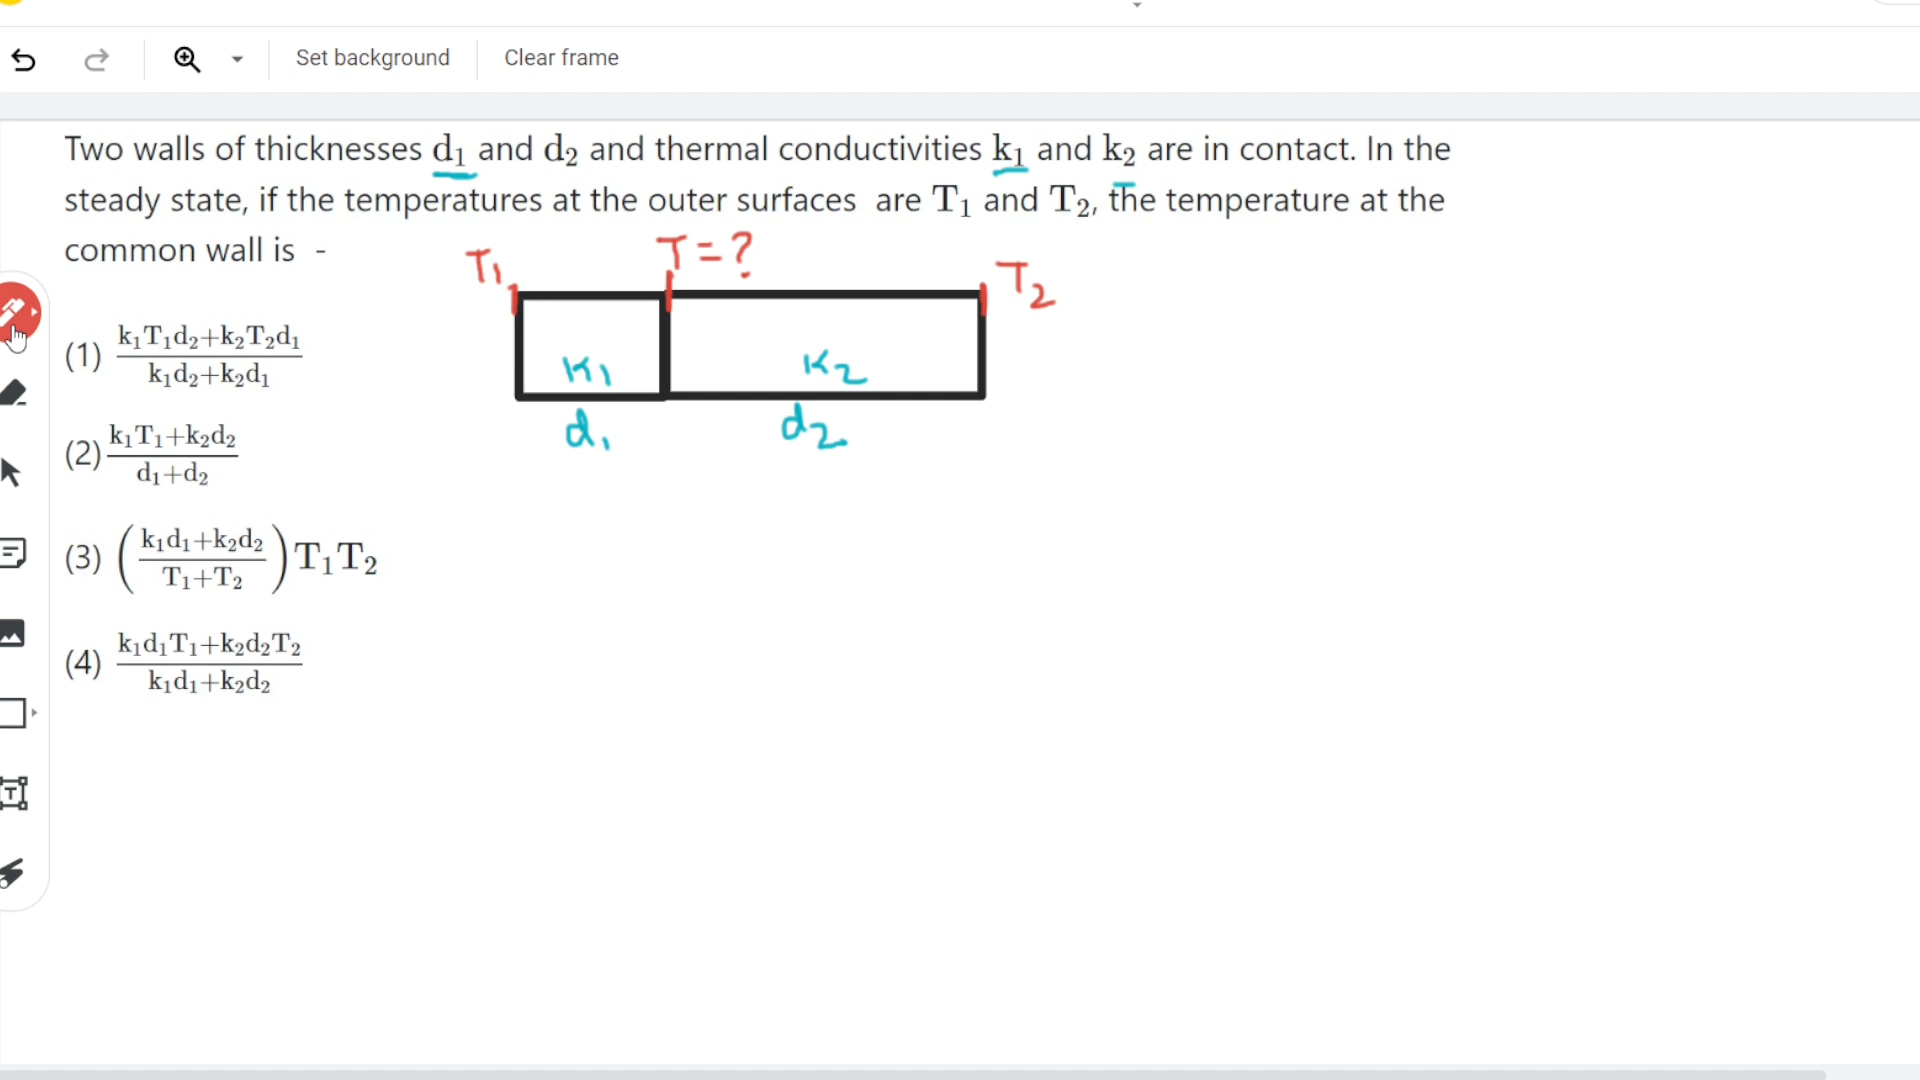 Set background
Clear frame
Two walls of thicknesses d₁ and d₂ and thermal conductivities k₁ and k₂ are in contact. In the
steady state, if the temperatures at the outer surfaces are T₁ and T₂, the temperature at the
common wall is -
T₁
T = ?
T₂
K₁
K₂
d₁
d₂
(1) k₁T₁d₂+k₂T₂d₁
k₁d₂+k₂d₁
(2) k₁T₁+k₂d₂
d₁+d₂
(3) (k₁d₁+k₂d₂
T₁+T₂) T₁T₂
(4) k₁d₁T₁+k₂d₂T₂
k₁d₁+k₂d₂